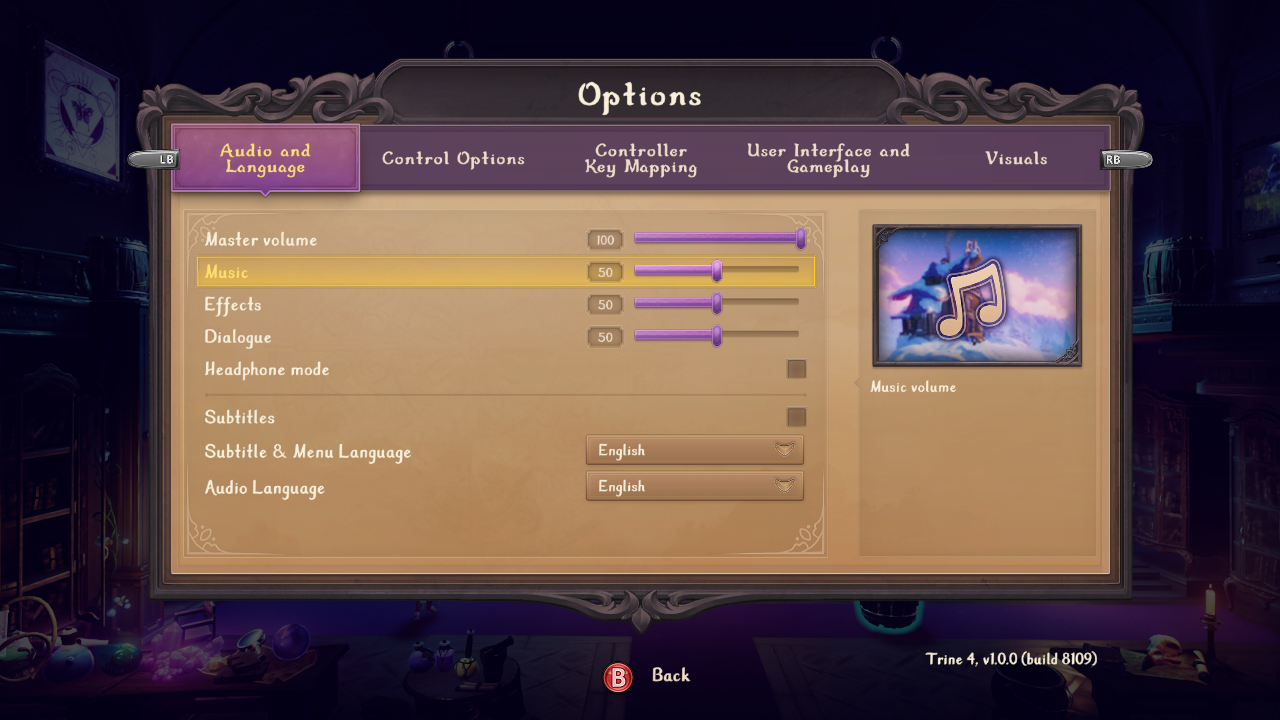 Options
LB
Audio and
Language
Control Options
Controller
Key Mapping
User Interface and
Gameplay
Visuals
RB
Master volume 100
Music 50
Effects 50
Dialogue 50
Headphone mode
Subtitles
Subtitle & Menu Language English
Audio Language English
Music volume
Trine 4, v1.0.0 (build 8109)
B Back